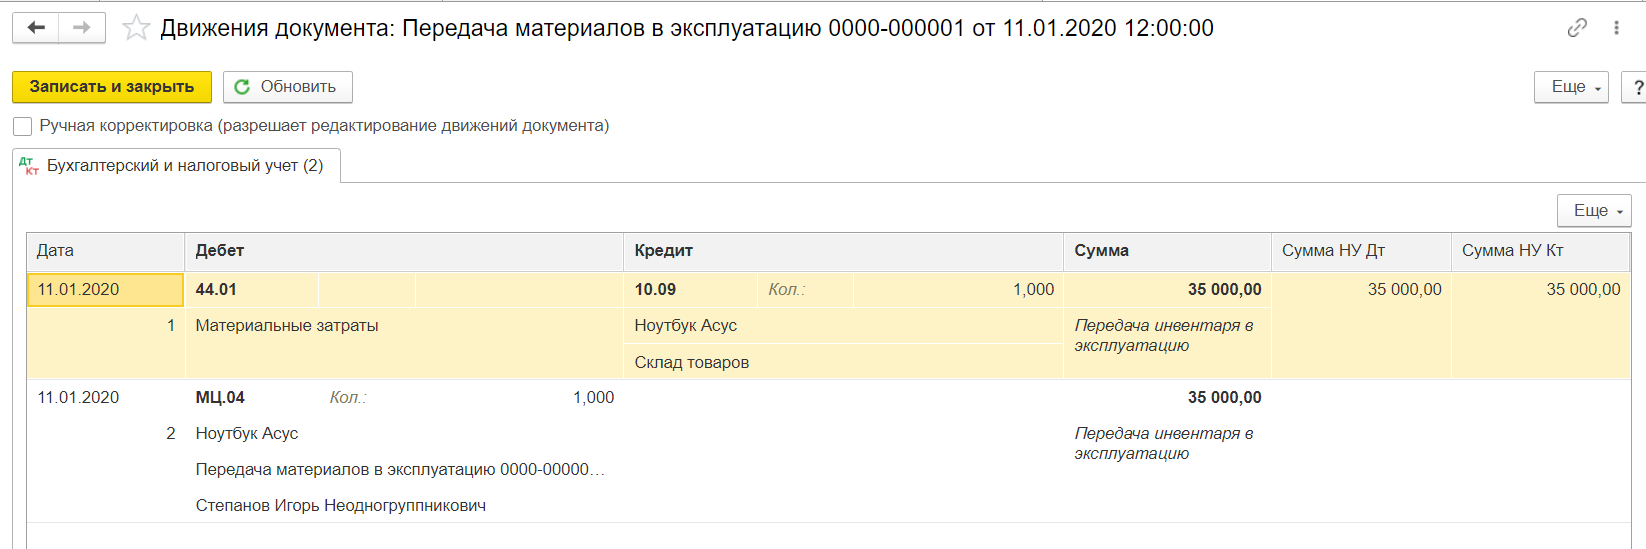 Движения документа: Передача материалов в эксплуатацию 0000-000001 от 11.01.2020 12:00:00
Записать и закрыть Обновить Еще ?
Ручная корректировка (разрешает редактирование движений документа)
Дт Кт Бухгалтерский и налоговый учет (2)
Еще
Дата Дебет Кредит Сумма Сумма НУ Дт Сумма НУ Кт
11.01.2020 44.01 10.09 Кол.: 1,000 35 000,00 35 000,00 35 000,00
1 Материальные затраты Ноутбук Асус Передача инвентаря в
эксплуатацию
Склад товаров
11.01.2020 МЦ.04 Кол.: 1,000 35 000,00
2 Ноутбук Асус Передача инвентаря в
эксплуатацию
Передача материалов в эксплуатацию 0000-00000...
Степанов Игорь Неодногруппникович